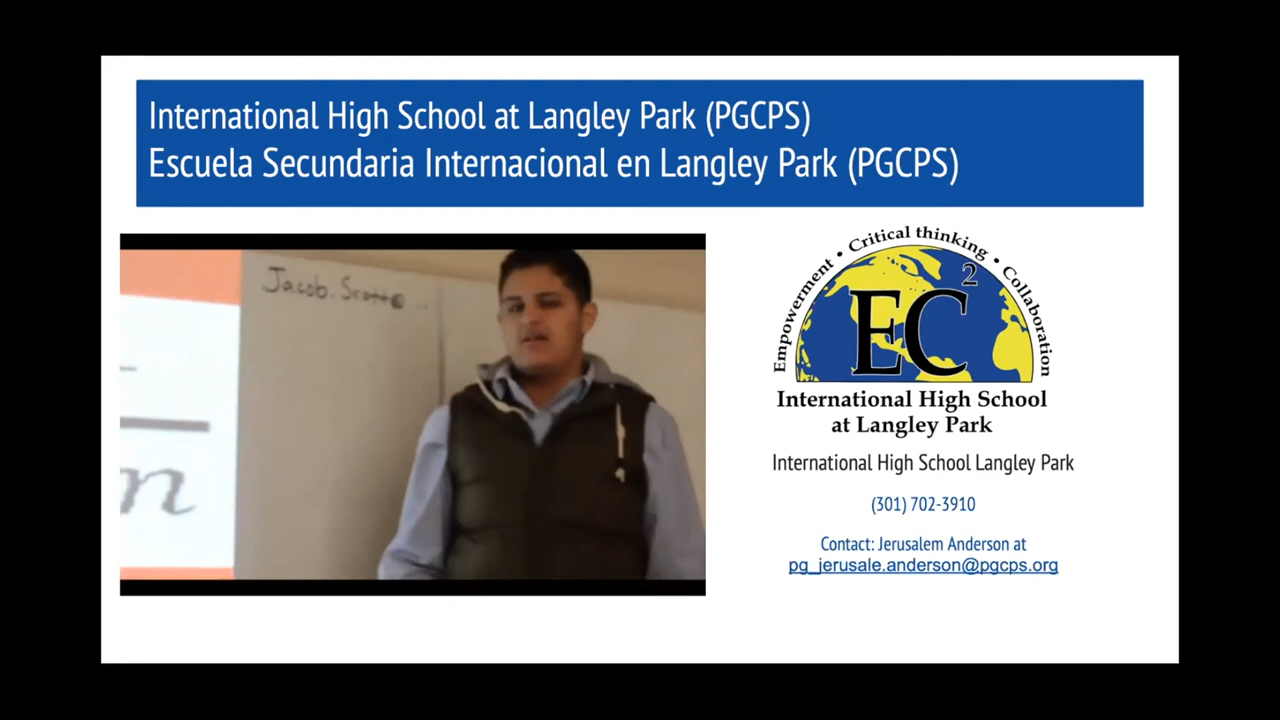 International High School at Langley Park (PGCPS)
Escuela Secundaria Internacional en Langley Park (PGCPS)
Jacob.
n
Empowerment • Critical thinking • Collaboration
EC²
International High School
at Langley Park
International High School Langley Park
(301) 702-3910
Contact: Jerusalem Anderson at
pg_jerusale.anderson@pgcps.org